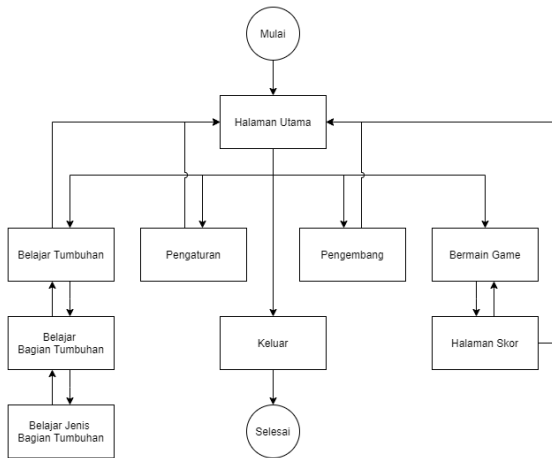 Mulai
Halaman Utama
Belajar Tumbuhan
Pengaturan
Pengembang
Bermain Game
Belajar
Bagian Tumbuhan
Keluar
Halaman Skor
Belajar Jenis
Bagian Tumbuhan
Selesai